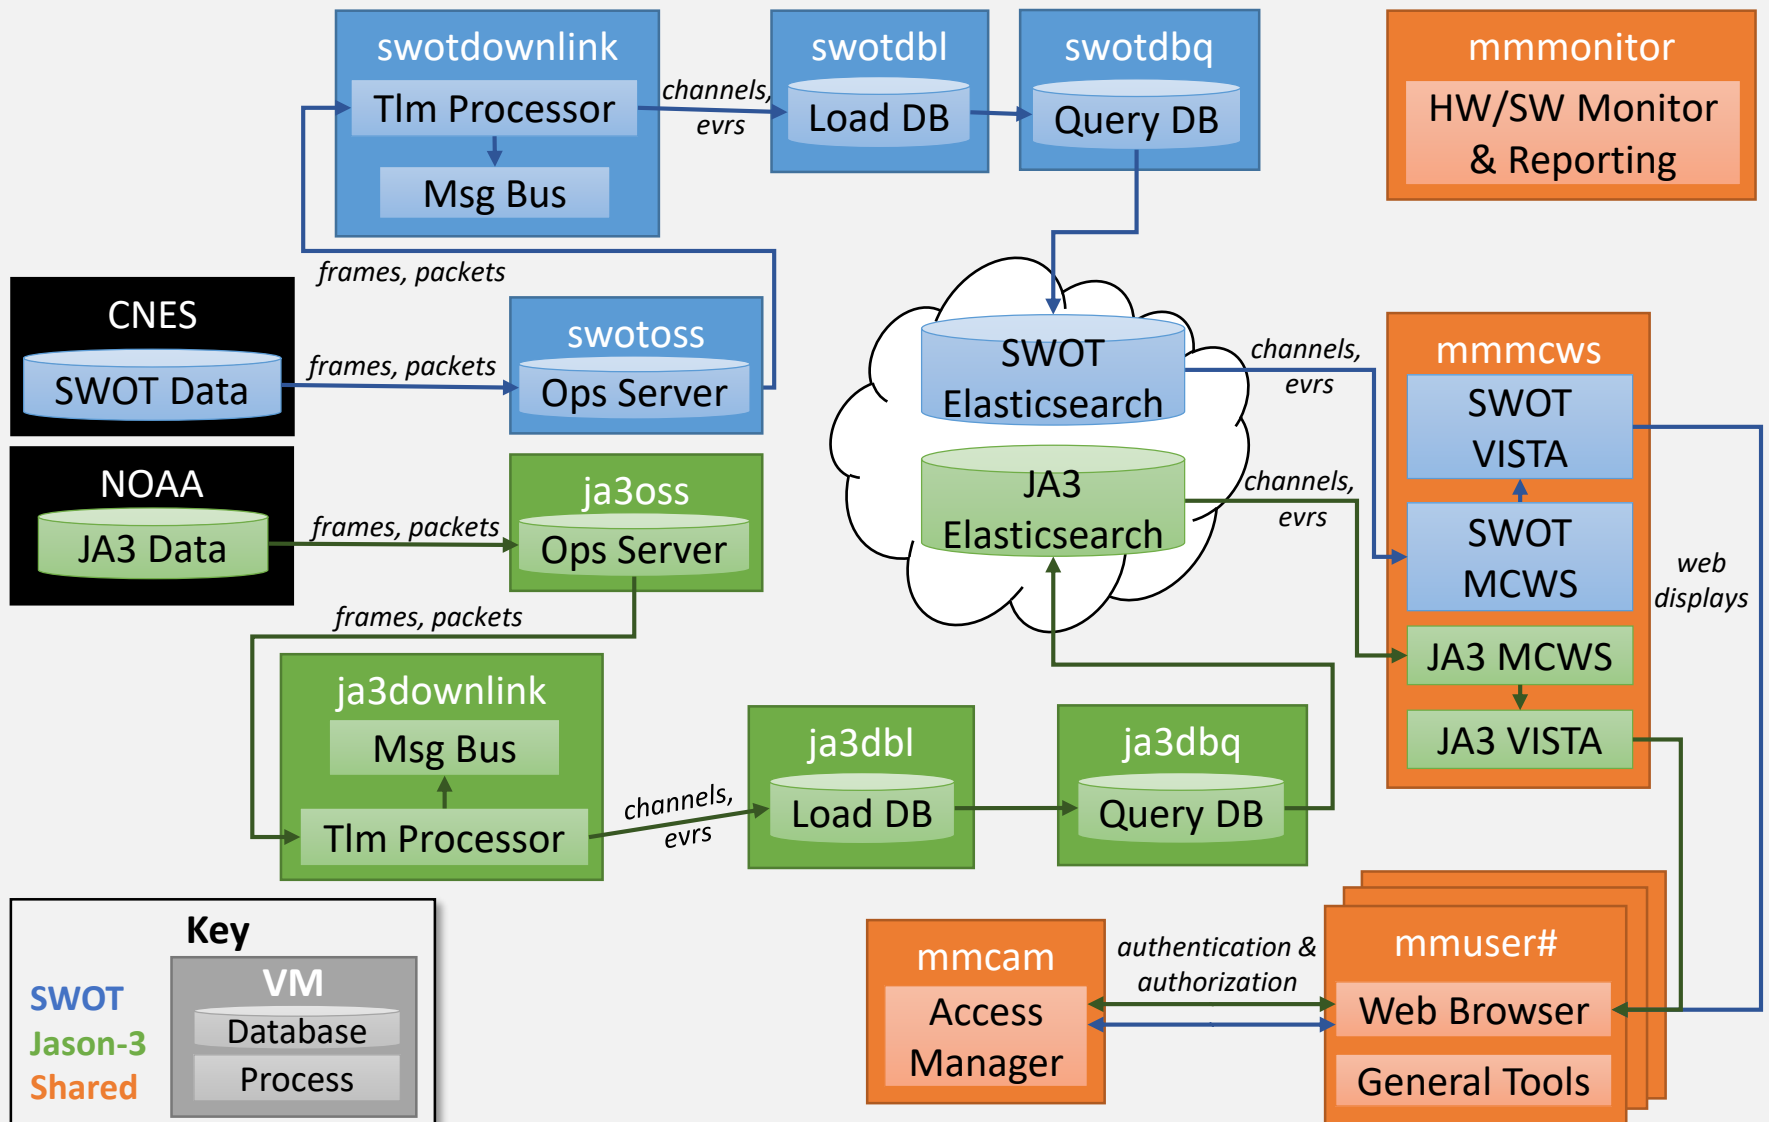 swotdownlink
Tlm Processor
Msg Bus
channels,
evrs
swotdbl
Load DB
swotdbq
Query DB
mmmonitor
HW/SW Monitor
& Reporting
frames, packets
CNES
SWOT Data
frames, packets
swotoss
Ops Server
NOAA
JA3 Data
frames, packets
ja3oss
Ops Server
frames, packets
SWOT
Elasticsearch
JA3
Elasticsearch
channels,
evrs
channels,
evrs
mmmcws
SWOT
VISTA
SWOT
MCWS
JA3 MCWS
JA3 VISTA
web
displays
ja3downlink
Msg Bus
Tlm Processor
channels,
evrs
ja3dbl
Load DB
ja3dbq
Query DB
Key
SWOT
Jason-3
Shared
VM
Database
Process
mmcam
Access
Manager
authentication &
authorization
mmuser#
Web Browser
General Tools